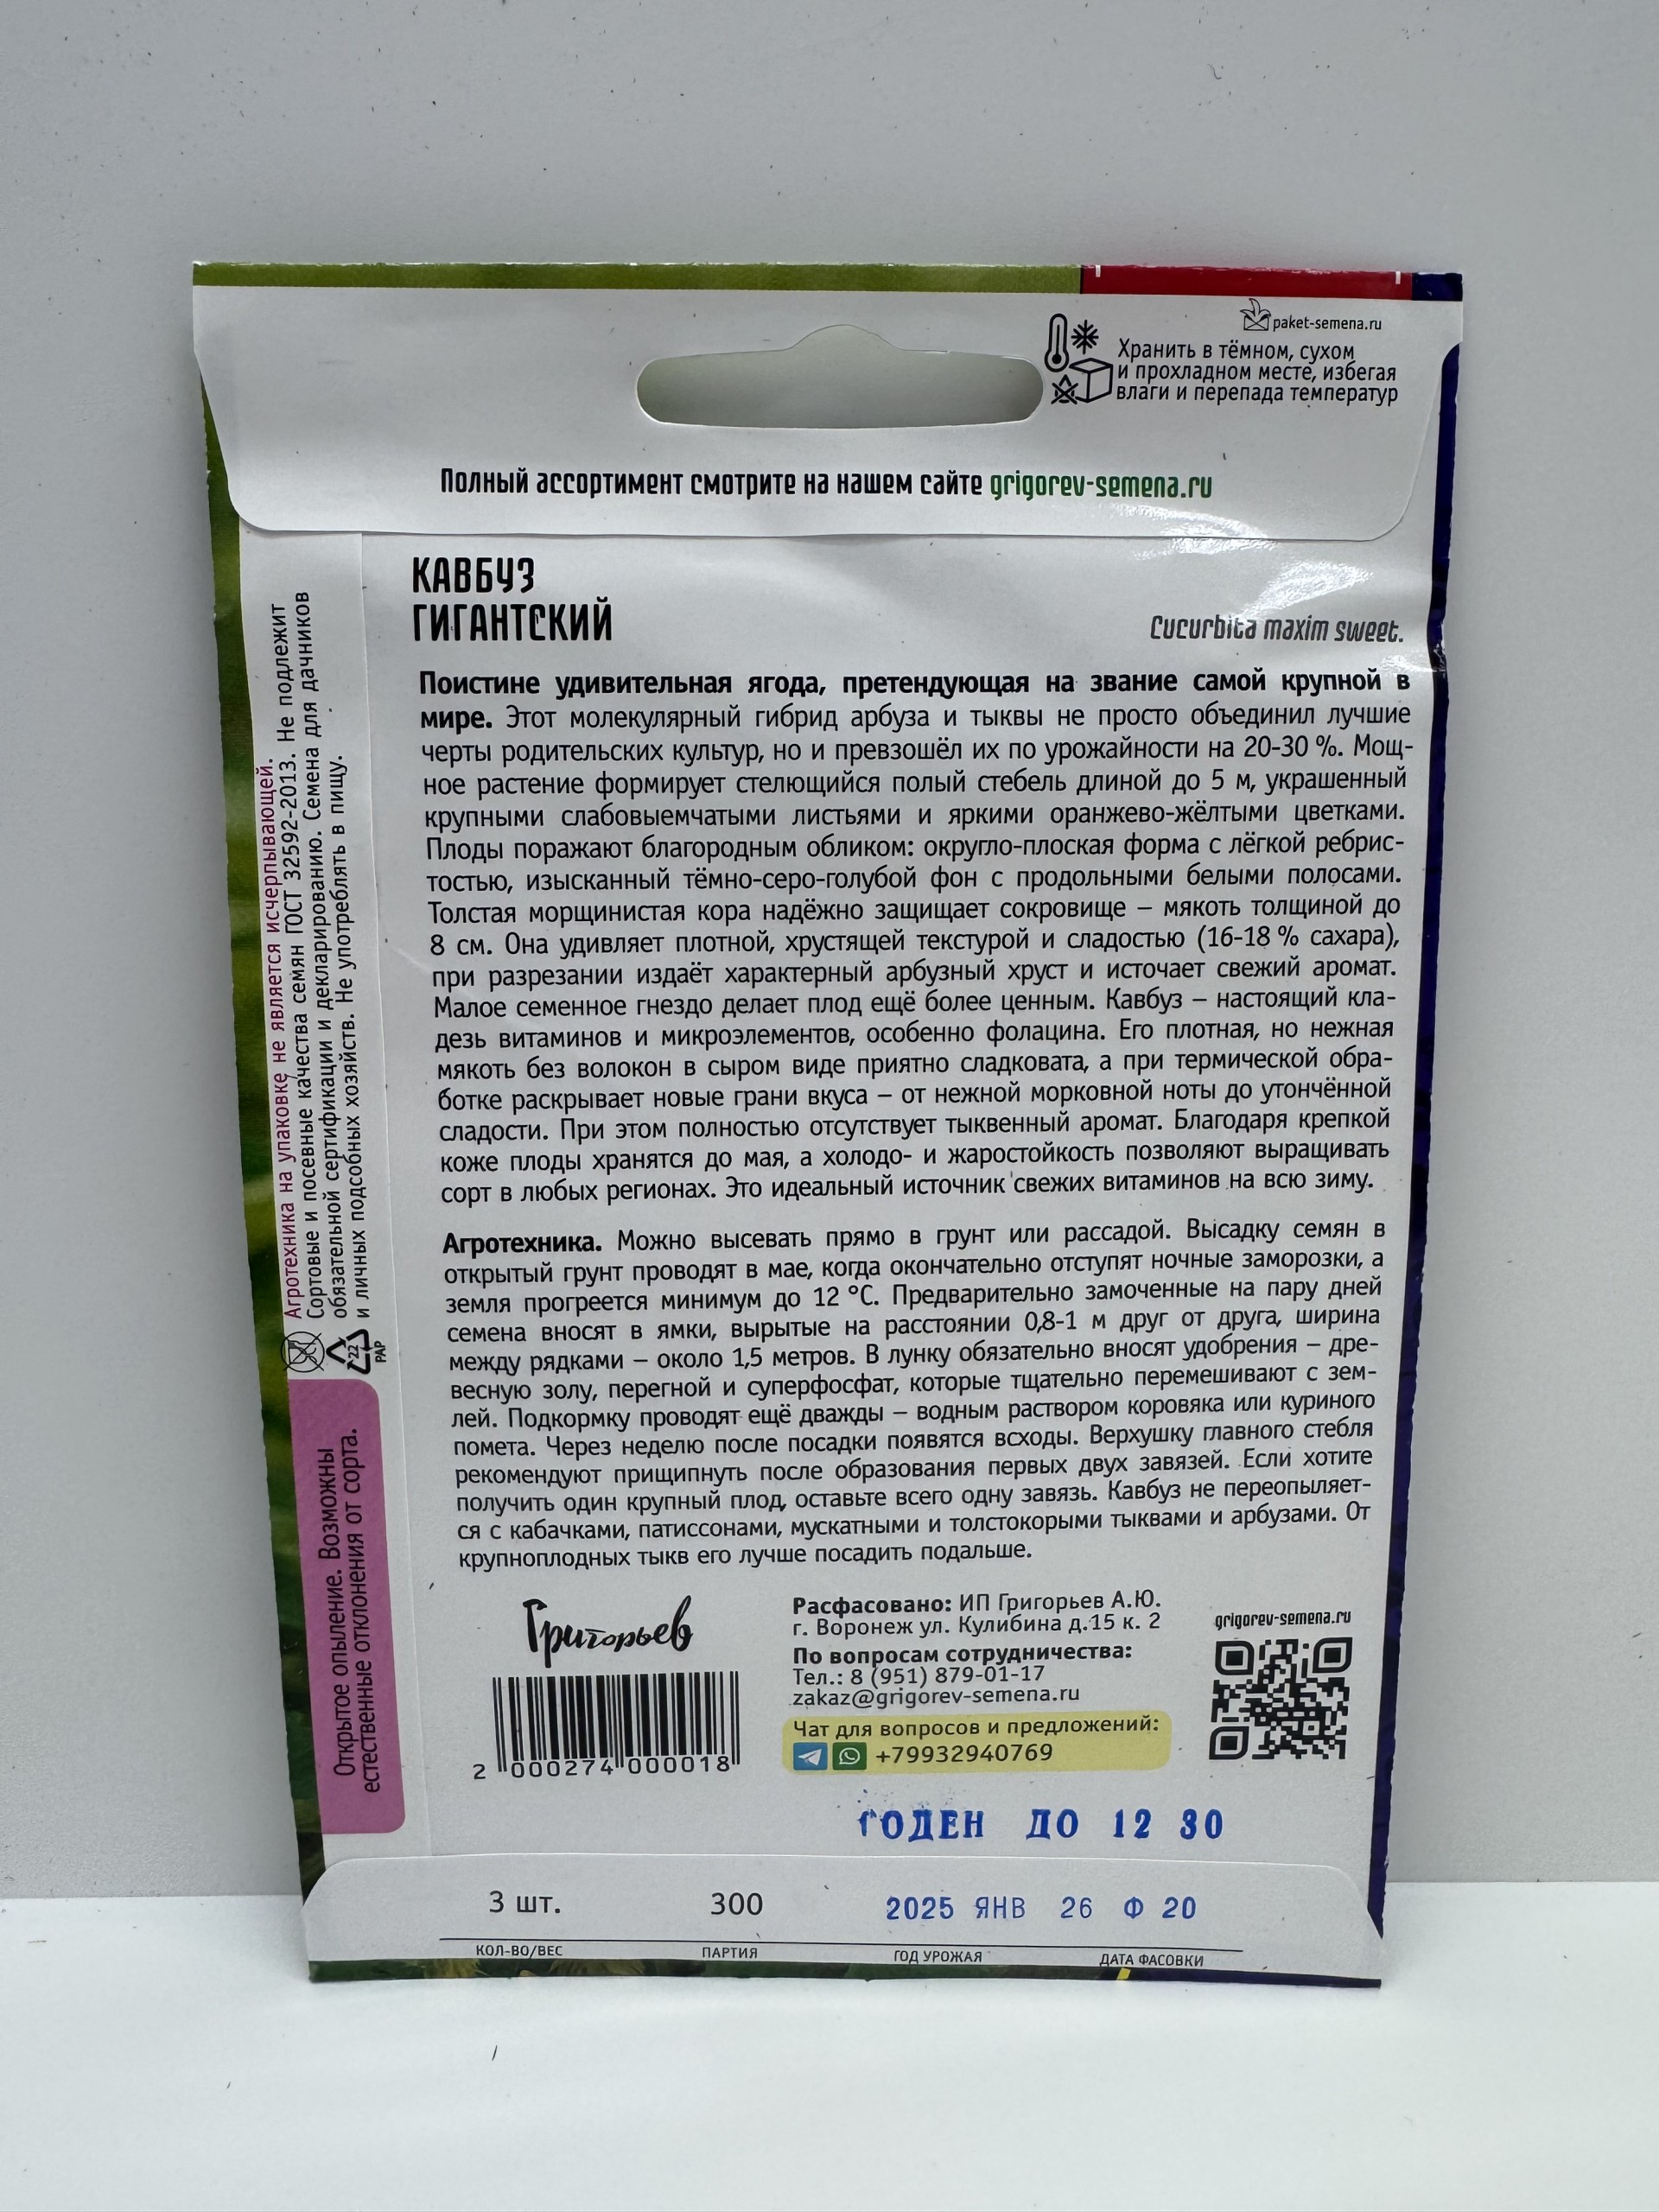 paket-semena.ru
Хранить в тёмном, сухом
и прохладном месте, избегая
влаги и перепада температур
Полный ассортимент смотрите на нашем сайте grigorev-semena.ru
КАВБУЗ
ГИГАНТСКИЙ
Cucurbita maxim sweet.
Поистине удивительная ягода, претендующая на звание самой крупной в
мире. Этот молекулярный гибрид арбуза и тыквы не просто объединил лучшие
черты родительских культур, но и превзошёл их по урожайности на 20-30 %. Мощ-
ное растение формирует стелющийся полый стебель длиной до 5 м, украшенный
крупными слабовыемчатыми листьями и яркими оранжево-жёлтыми цветками.
Плоды поражают благородным обликом: округло-плоская форма с лёгкой ребрис-
тостью, изысканный тёмно-серо-голубой фон с продольными белыми полосами.
Толстая морщинистая кора надёжно защищает сокровище – мякоть толщиной до
8 см. Она удивляет плотной, хрустящей текстурой и сладостью (16-18 % сахара),
при разрезании издаёт характерный арбузный хруст и источает свежий аромат.
Малое семенное гнездо делает плод ещё более ценным. Кавбуз – настоящий кла-
дезь витаминов и микроэлементов, особенно фолацина. Его плотная, но нежная
мякоть без волокон в сыром виде приятно сладковата, а при термической обра-
ботке раскрывает новые грани вкуса – от нежной морковной ноты до утончённой
сладости. При этом полностью отсутствует тыквенный аромат. Благодаря крепкой
коже плоды хранятся до мая, а холодо- и жаростойкость позволяют выращивать
сорт в любых регионах. Это идеальный источник свежих витаминов на всю зиму.
Агротехника. Можно высевать прямо в грунт или рассадой. Высадку семян в
открытый грунт проводят в мае, когда окончательно отступят ночные заморозки, а
земля прогреется минимум до 12 °С. Предварительно замоченные на пару дней
семена вносят в ямки, вырытые на расстоянии 0,8-1 м друг от друга, ширина
между рядками – около 1,5 метров. В лунку обязательно вносят удобрения – дре-
весную золу, перегной и суперфосфат, которые тщательно перемешивают с зем-
лей. Подкормку проводят ещё дважды – водным раствором коровяка или куриного
помета. Через неделю после посадки появятся всходы. Верхушку главного стебля
рекомендуют прищипнуть после образования первых двух завязей. Если хотите
получить один крупный плод, оставьте всего одну завязь. Кавбуз не переопыляет-
ся с кабачками, патиссонами, мускатными и толстокорыми тыквами и арбузами. От
крупноплодных тыкв его лучше посадить подальше.
Агротехника на упаковке не является исчерпывающей.
Сортовые и посевные качества семян ГОСТ 32592-2013. Не подлежит
обязательной сертификации и декларированию. Семена для дачников
и личных подсобных хозяйств. Не употреблять в пищу.
22
PAP
Открытое опыление. Возможны
естественные отклонения от сорта.
Григорьев
2 000274 000018
Расфасовано: ИП Григорьев А.Ю.
г. Воронеж ул. Кулибина д.15 к. 2
По вопросам сотрудничества:
Тел.: 8 (951) 879-01-17
zakaz@grigorev-semena.ru
Чат для вопросов и предложений:
+79932940769
grigorev-semena.ru
ГОДЕН ДО 12 30
3 шт. 300 2025 ЯНВ 26 Ф 20
КОЛ-ВО/ВЕС ПАРТИЯ ГОД УРОЖАЯ ДАТА ФАСОВКИ